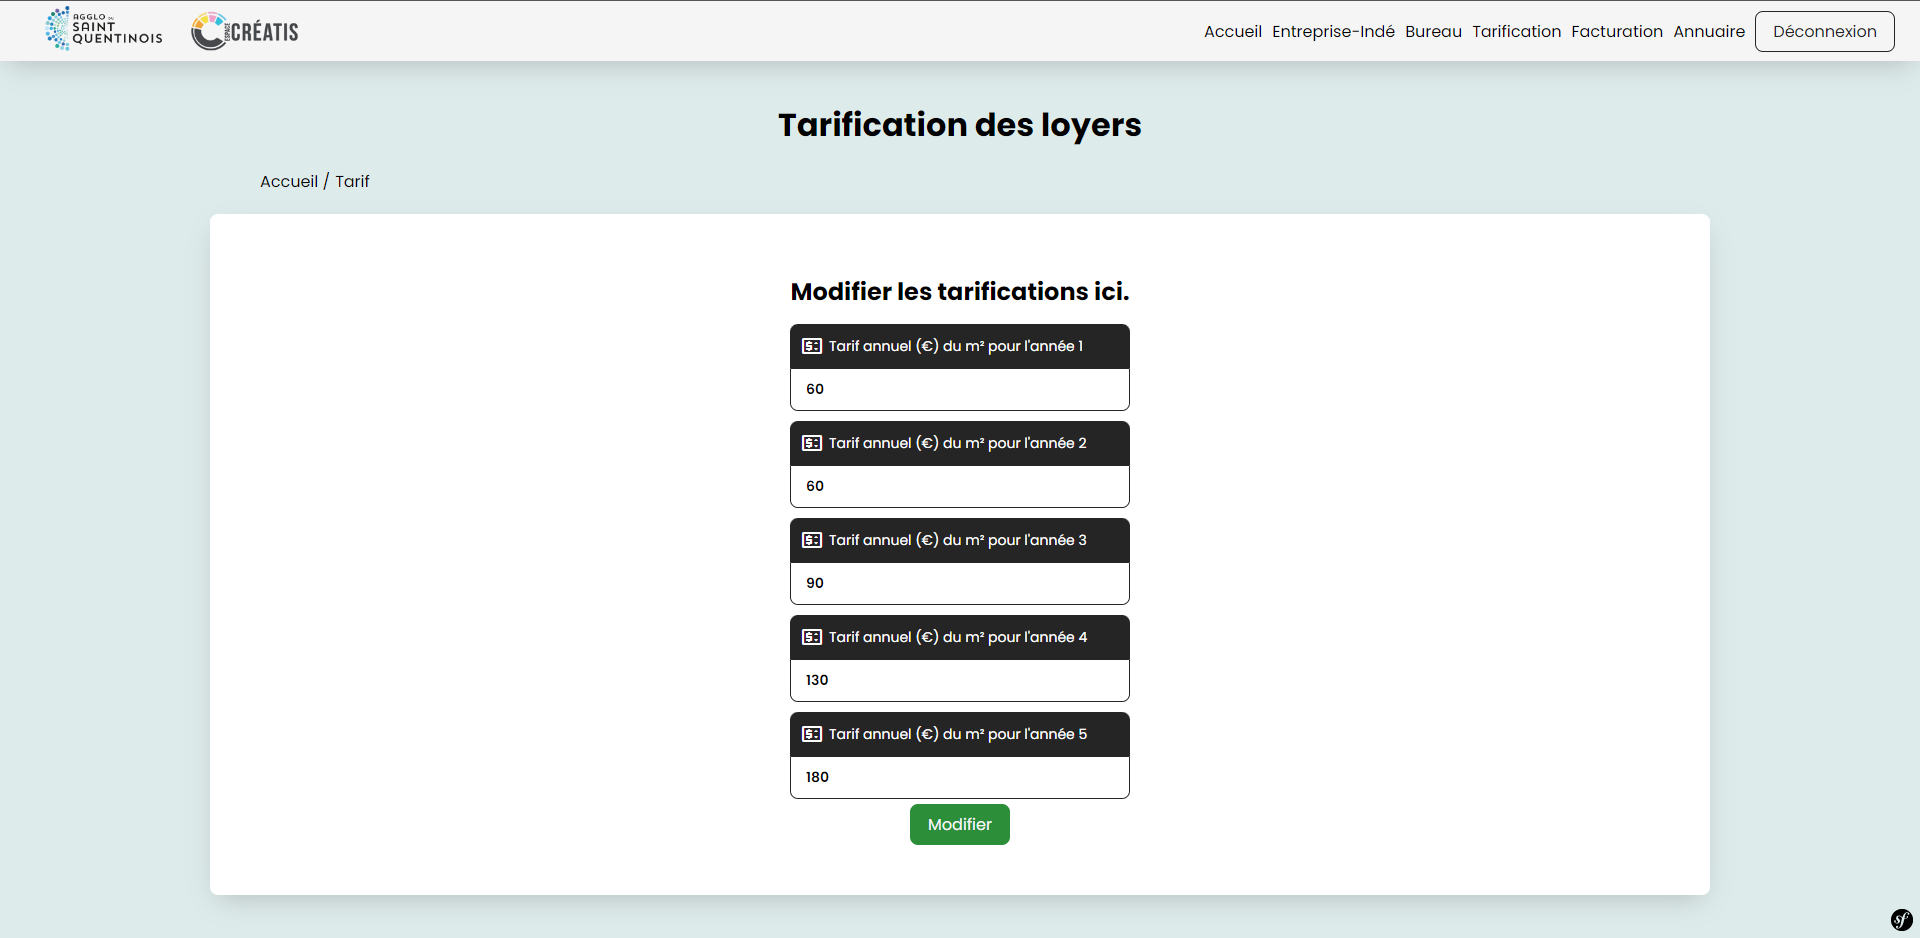 AGGLO DU
SAINT
QUENTINOIS
ESPACE
CRÉATIS
Accueil Entreprise-Indé Bureau Tarification Facturation Annuaire Déconnexion
Tarification des loyers
Accueil / Tarif
Modifier les tarifications ici.
Tarif annuel (€) du m² pour l'année 1
60
Tarif annuel (€) du m² pour l'année 2
60
Tarif annuel (€) du m² pour l'année 3
90
Tarif annuel (€) du m² pour l'année 4
130
Tarif annuel (€) du m² pour l'année 5
180
Modifier
sf